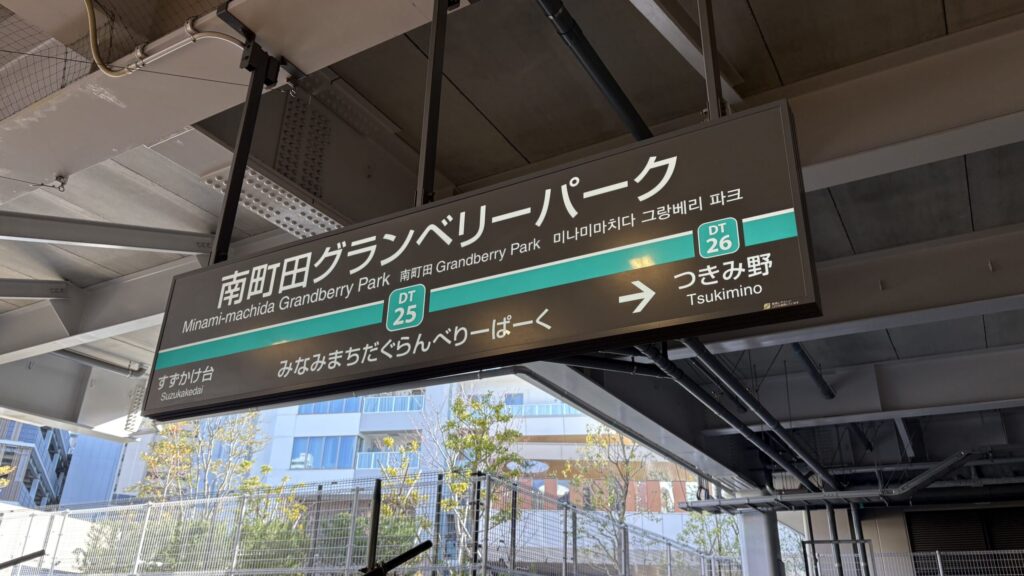 南町田グランベリーパーク
Minami-machida Grandberry Park 南町田 Grandberry Park 미나미마치다 그랑베리 파크
DT 25
DT 26
みなみまちだぐらんべりーぱーく
すずかけ台
Suzukakedai
→ つきみ野
Tsukimino